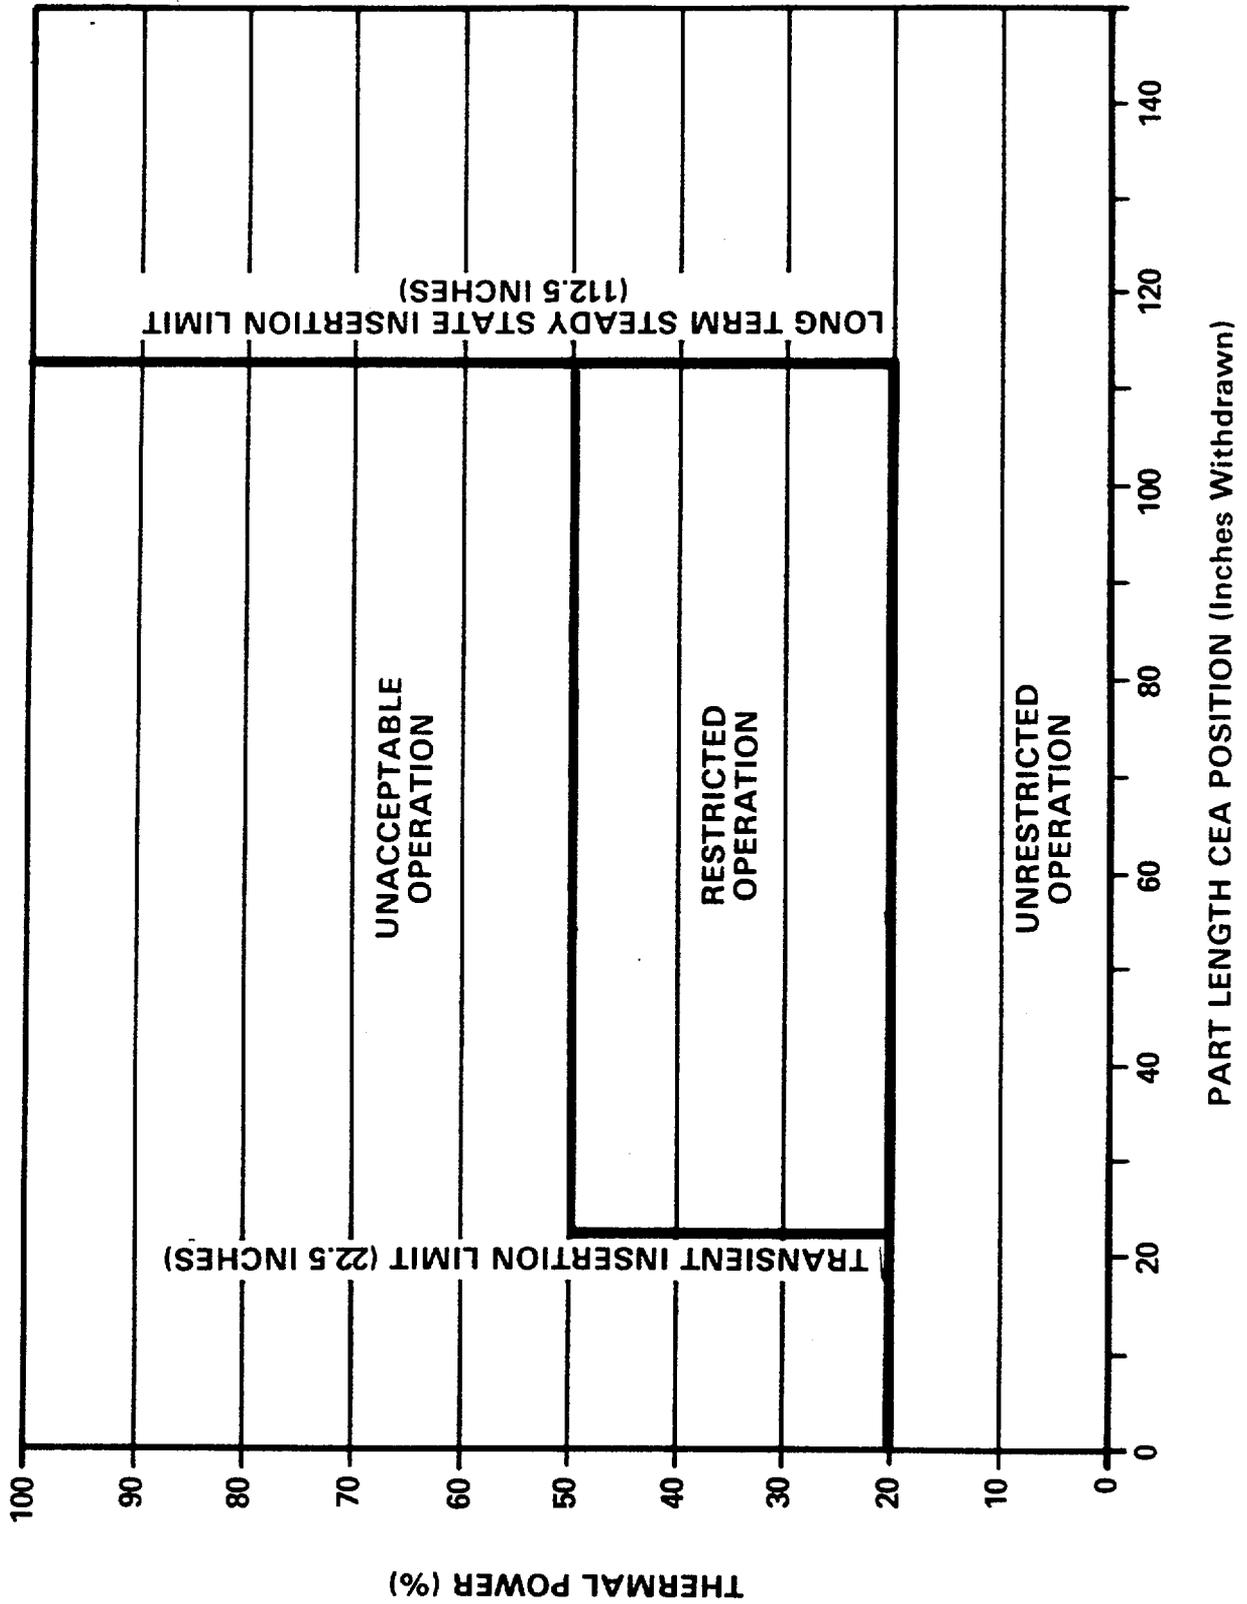 THERMAL POWER (%)
100
90
80
70
60
50
40
30
20
10
0
TRANSIENT INSERTION LIMIT (22.5 INCHES)
UNACCEPTABLE
OPERATION
RESTRICTED
OPERATION
UNRESTRICTED
OPERATION
LONG TERM STEADY STATE INSERTION LIMIT
(112.5 INCHES)
0
20
40
60
80
100
120
140
PART LENGTH CEA POSITION (Inches Withdrawn)